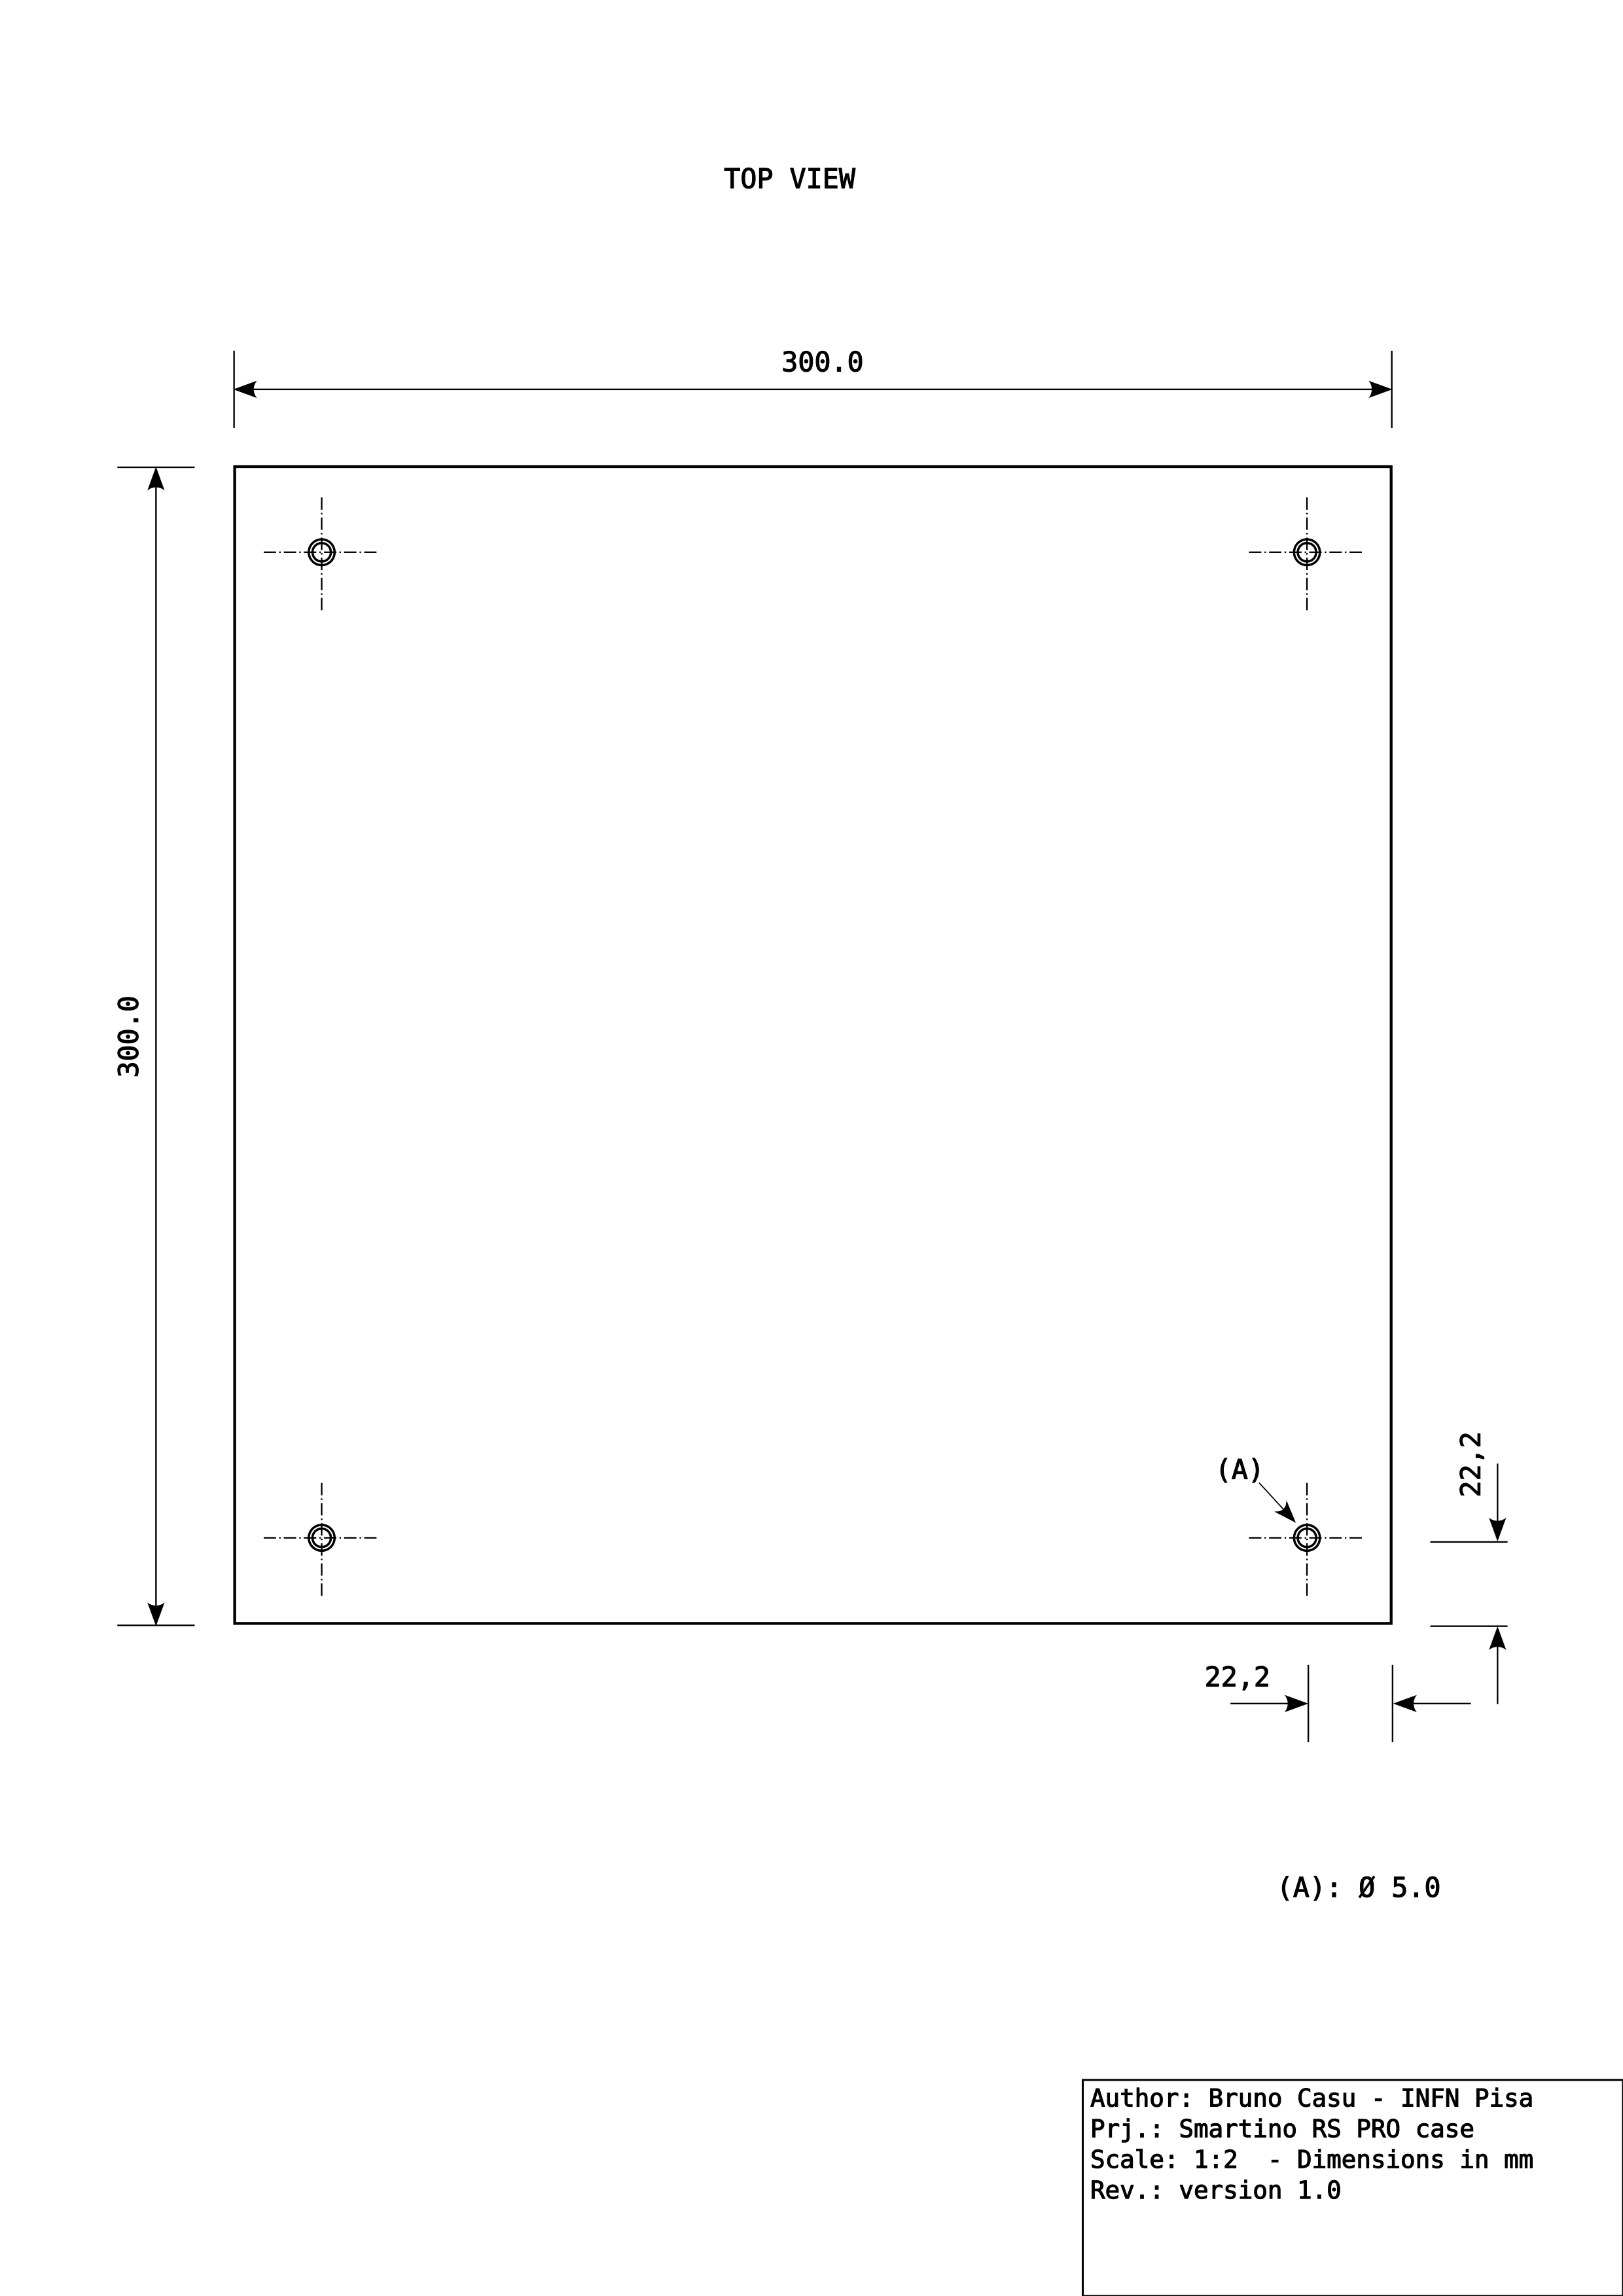 TOP VIEW
300.0
300.0
(A)
22,2
22,2
(A): Ø 5.0
Author: Bruno Casu - INFN Pisa
Prj.: Smartino RS PRO case
Scale: 1:2  - Dimensions in mm
Rev.: version 1.0